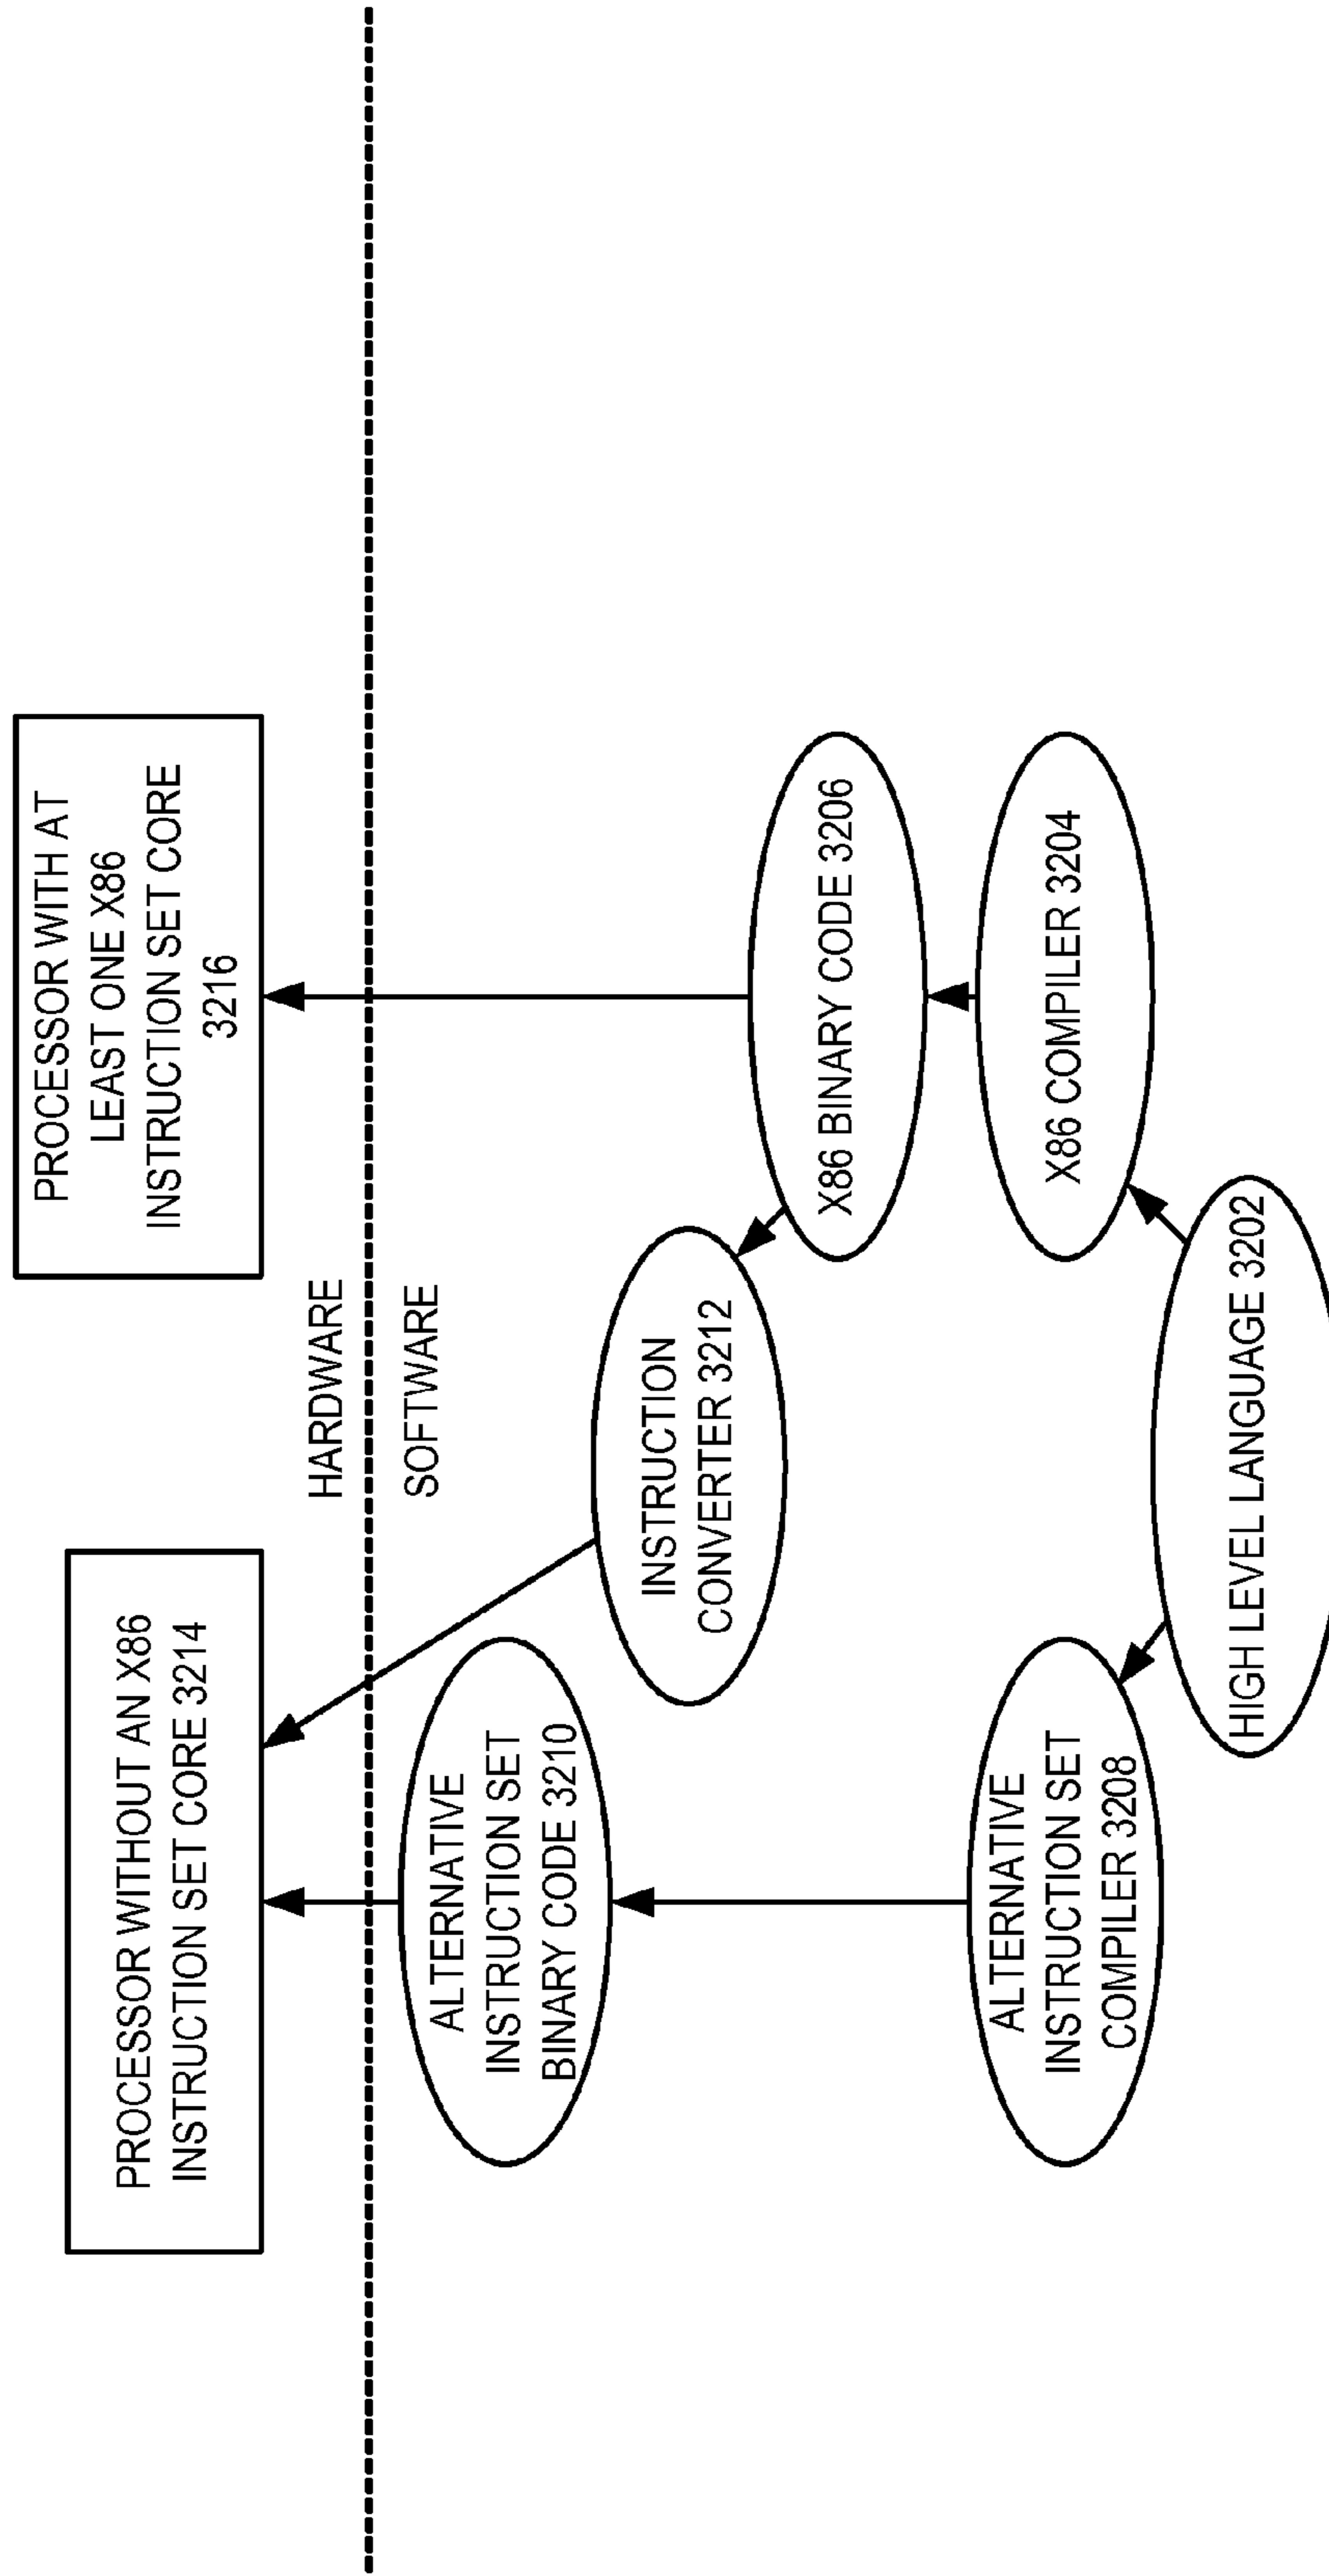 PROCESSOR WITHOUT AN X86
INSTRUCTION SET CORE 3214
PROCESSOR WITH AT
LEAST ONE X86
INSTRUCTION SET CORE
3216
HARDWARE
SOFTWARE
ALTERNATIVE
INSTRUCTION SET
BINARY CODE 3210
INSTRUCTION
CONVERTER 3212
X86 BINARY CODE 3206
ALTERNATIVE
INSTRUCTION SET
COMPILER 3208
X86 COMPILER 3204
HIGH LEVEL LANGUAGE 3202